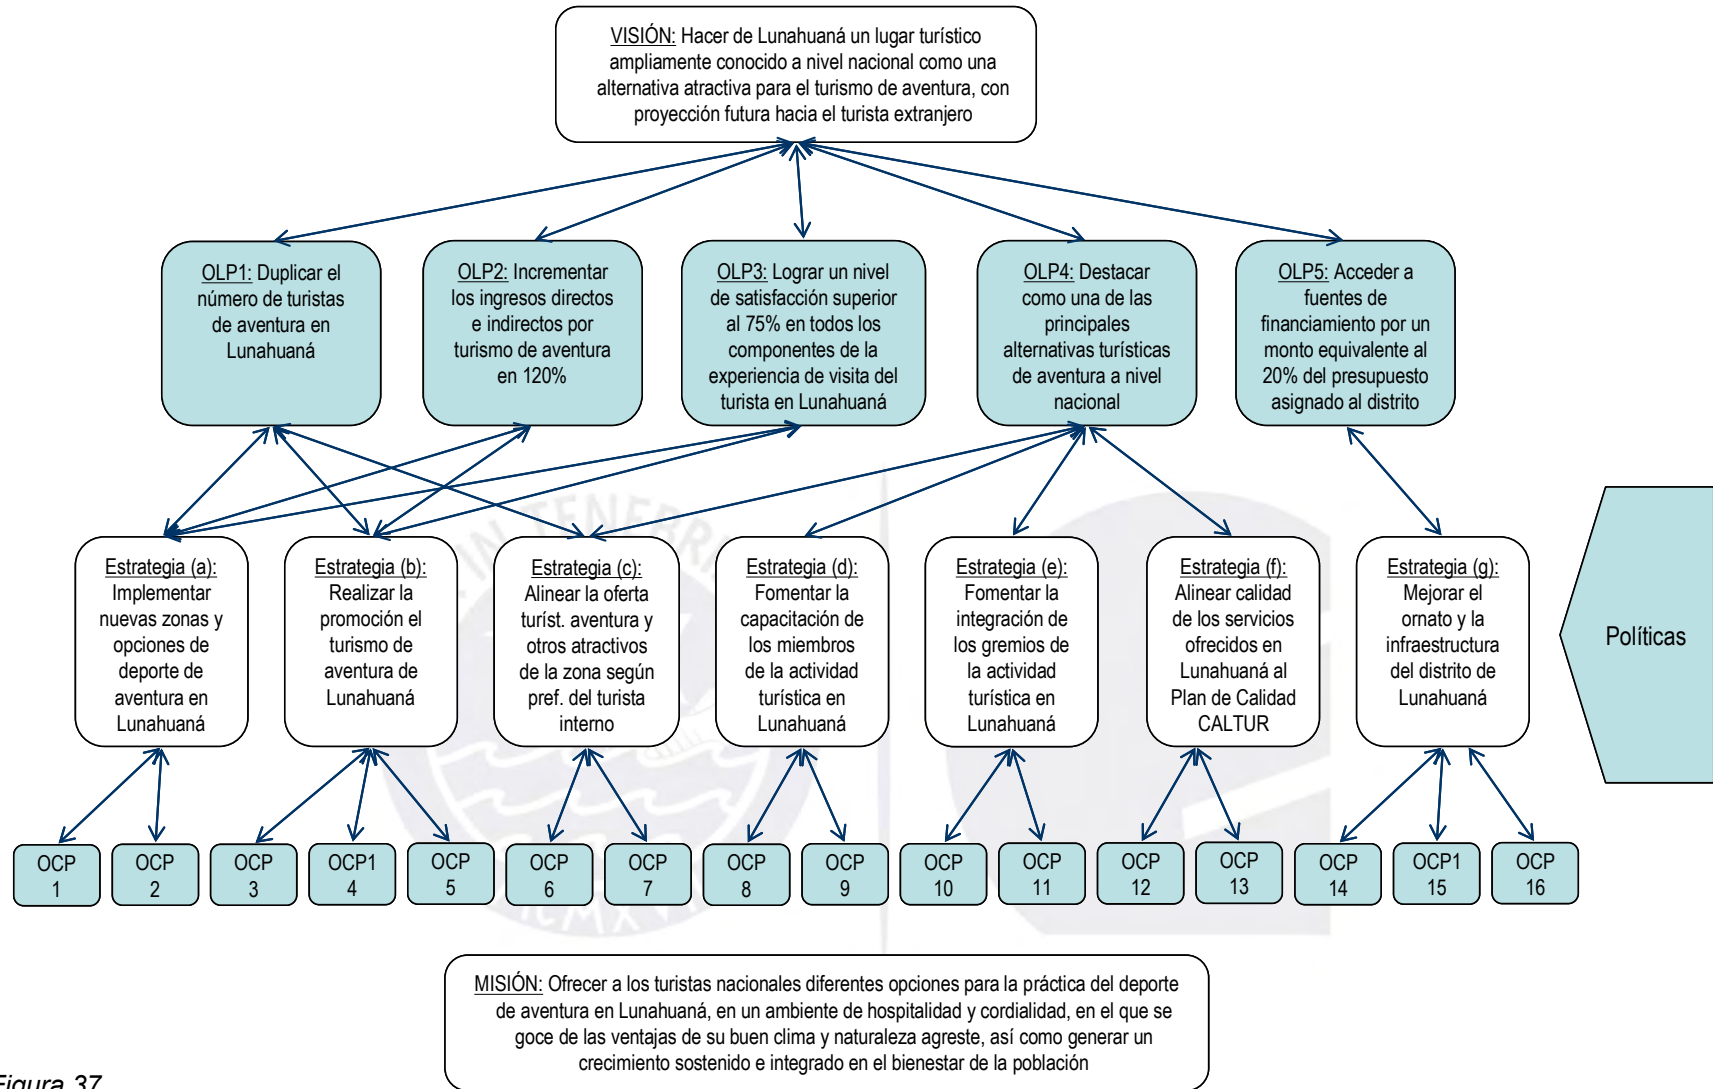 VISIÓN: Hacer de Lunahuaná un lugar turístico
ampliamente conocido a nivel nacional como una
alternativa atractiva para el turismo de aventura, con
proyección futura hacia el turista extranjero
OLP1: Duplicar el
número de turistas
de aventura en
Lunahuaná
OLP2: Incrementar
los ingresos directos
e indirectos por
turismo de aventura
en 120%
OLP3: Lograr un nivel
de satisfacción superior
al 75% en todos los
componentes de la
experiencia de visita del
turista en Lunahuaná
OLP4: Destacar
como una de las
principales
alternativas turísticas
de aventura a nivel
nacional
OLP5: Acceder a
fuentes de
financiamiento por un
monto equivalente al
20% del presupuesto
asignado al distrito
Estrategia (a):
Implementar
nuevas zonas y
opciones de
deporte de
aventura en
Lunahuaná
Estrategia (b):
Realizar la
promoción el
turismo de
aventura de
Lunahuaná
Estrategia (c):
Alinear la oferta
turíst. aventura y
otros atractivos
de la zona según
pref. del turista
interno
Estrategia (d):
Fomentar la
capacitación de
los miembros
de la actividad
turística en
Lunahuaná
Estrategia (e):
Fomentar la
integración de
los gremios de
la actividad
turística en
Lunahuaná
Estrategia (f):
Alinear calidad
de los servicios
ofrecidos en
Lunahuaná al
Plan de Calidad
CALTUR
Estrategia (g):
Mejorar el
ornato y la
infraestructura
del distrito de
Lunahuaná
Políticas
OCP
1
OCP
2
OCP
3
OCP1
4
OCP
5
OCP
6
OCP
7
OCP
8
OCP
9
OCP
10
OCP
11
OCP
12
OCP
13
OCP
14
OCP1
15
OCP
16
MISIÓN: Ofrecer a los turistas nacionales diferentes opciones para la práctica del deporte
de aventura en Lunahuaná, en un ambiente de hospitalidad y cordialidad, en el que se
goce de las ventajas de su buen clima y naturaleza agreste, así como generar un
crecimiento sostenido e integrado en el bienestar de la población
Figura 37